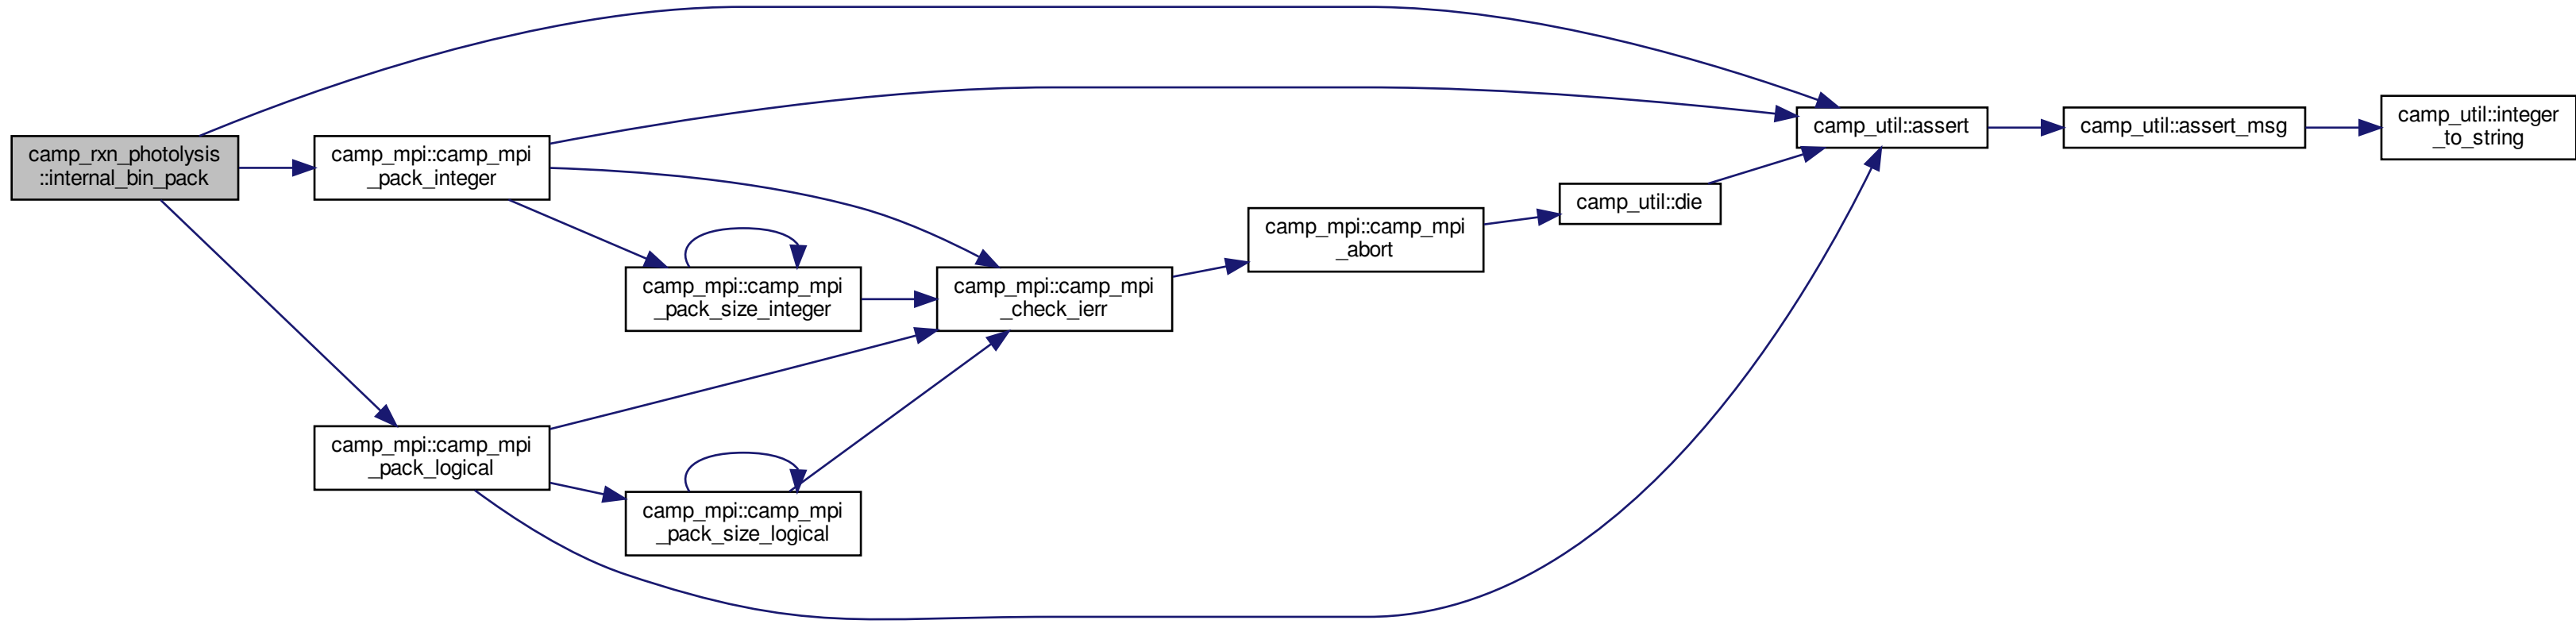 camp_rxn_photolysis
::internal_bin_pack
camp_mpi::camp_mpi
_pack_integer
camp_mpi::camp_mpi
_pack_size_integer
camp_mpi::camp_mpi
_check_ierr
camp_mpi::camp_mpi
_abort
camp_util::die
camp_util::assert
camp_util::assert_msg
camp_util::integer
_to_string
camp_mpi::camp_mpi
_pack_logical
camp_mpi::camp_mpi
_pack_size_logical